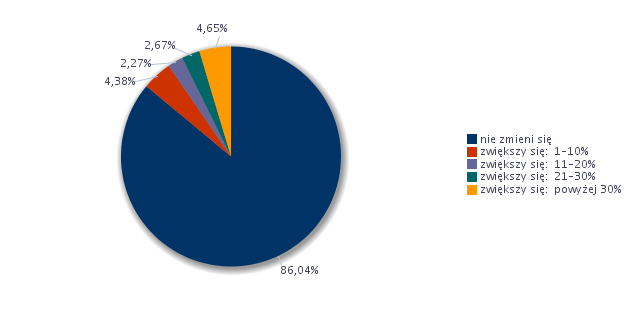 4,65%
2,67%
2,27%
4,38%
86,04%
nie zmieni się
zwiększy się: 1–10%
zwiększy się: 11–20%
zwiększy się: 21–30%
zwiększy się: powyżej 30%